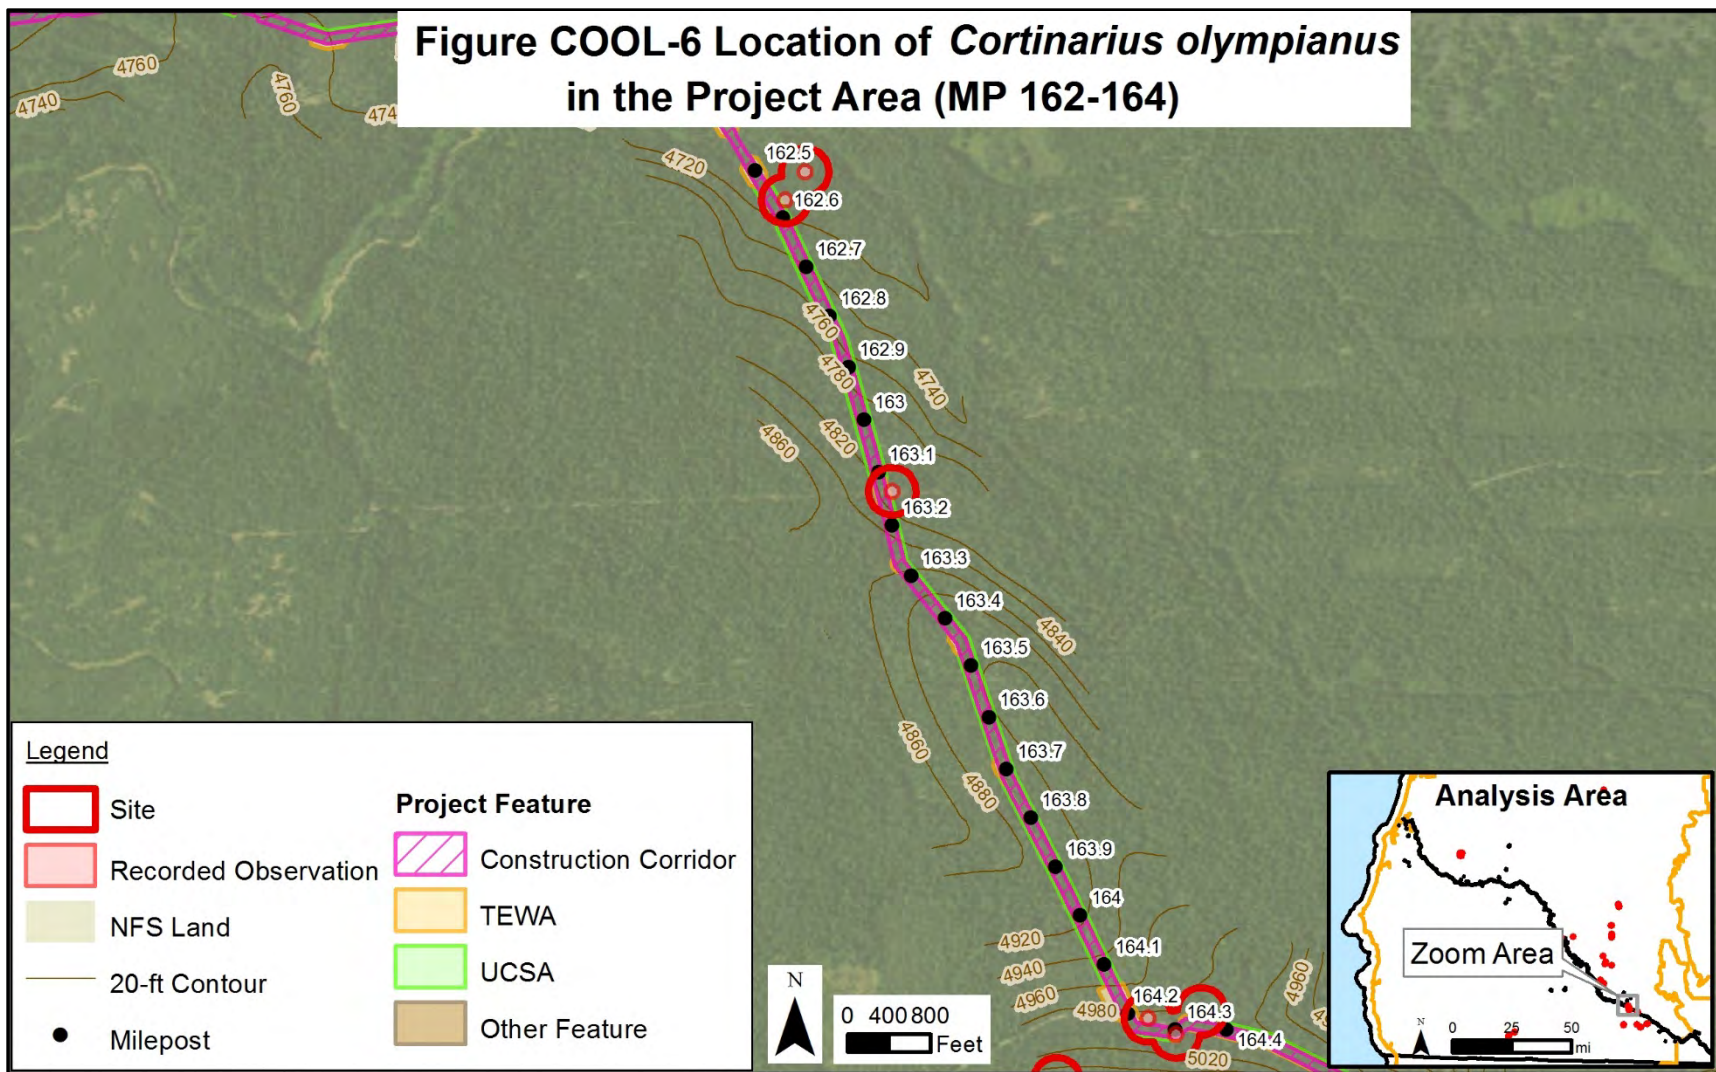 Figure COOL-6 Location of Cortinarius olympianus
in the Project Area (MP 162-164)
4760
4740
4760
4720
162.5
162.6
162.7
162.8
4760
162.9
4780
4740
163
4820
4860
163.1
163.2
163.3
163.4
4840
163.5
163.6
4860
163.7
4880
163.8
163.9
164
4920
164.1
4940
4960
4960
164.2
4980
164.3
164.4
5020
Legend
Site
Recorded Observation
NFS Land
20-ft Contour
Milepost
Project Feature
Construction Corridor
TEWA
UCSA
Other Feature
N
0 400 800
Feet
Analysis Area
Zoom Area
N
0 25 50
mi